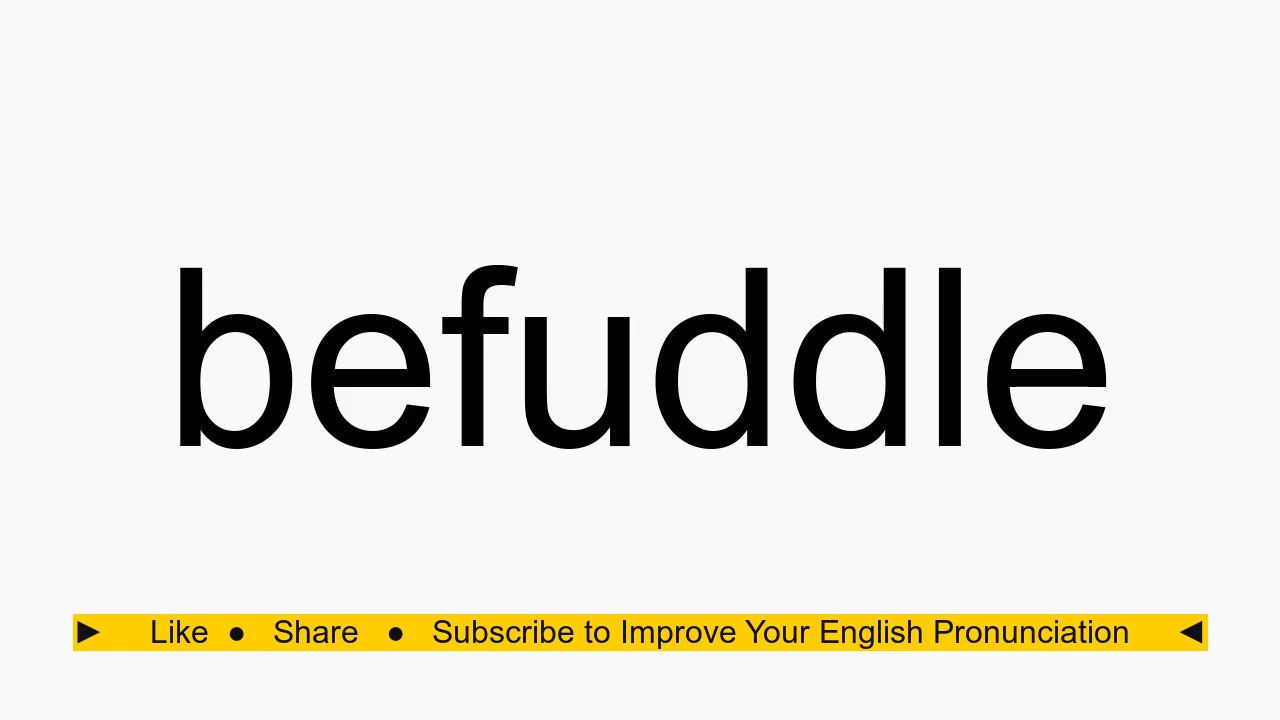 befuddle
► Like ● Share ● Subscribe to Improve Your English Pronunciation ◄